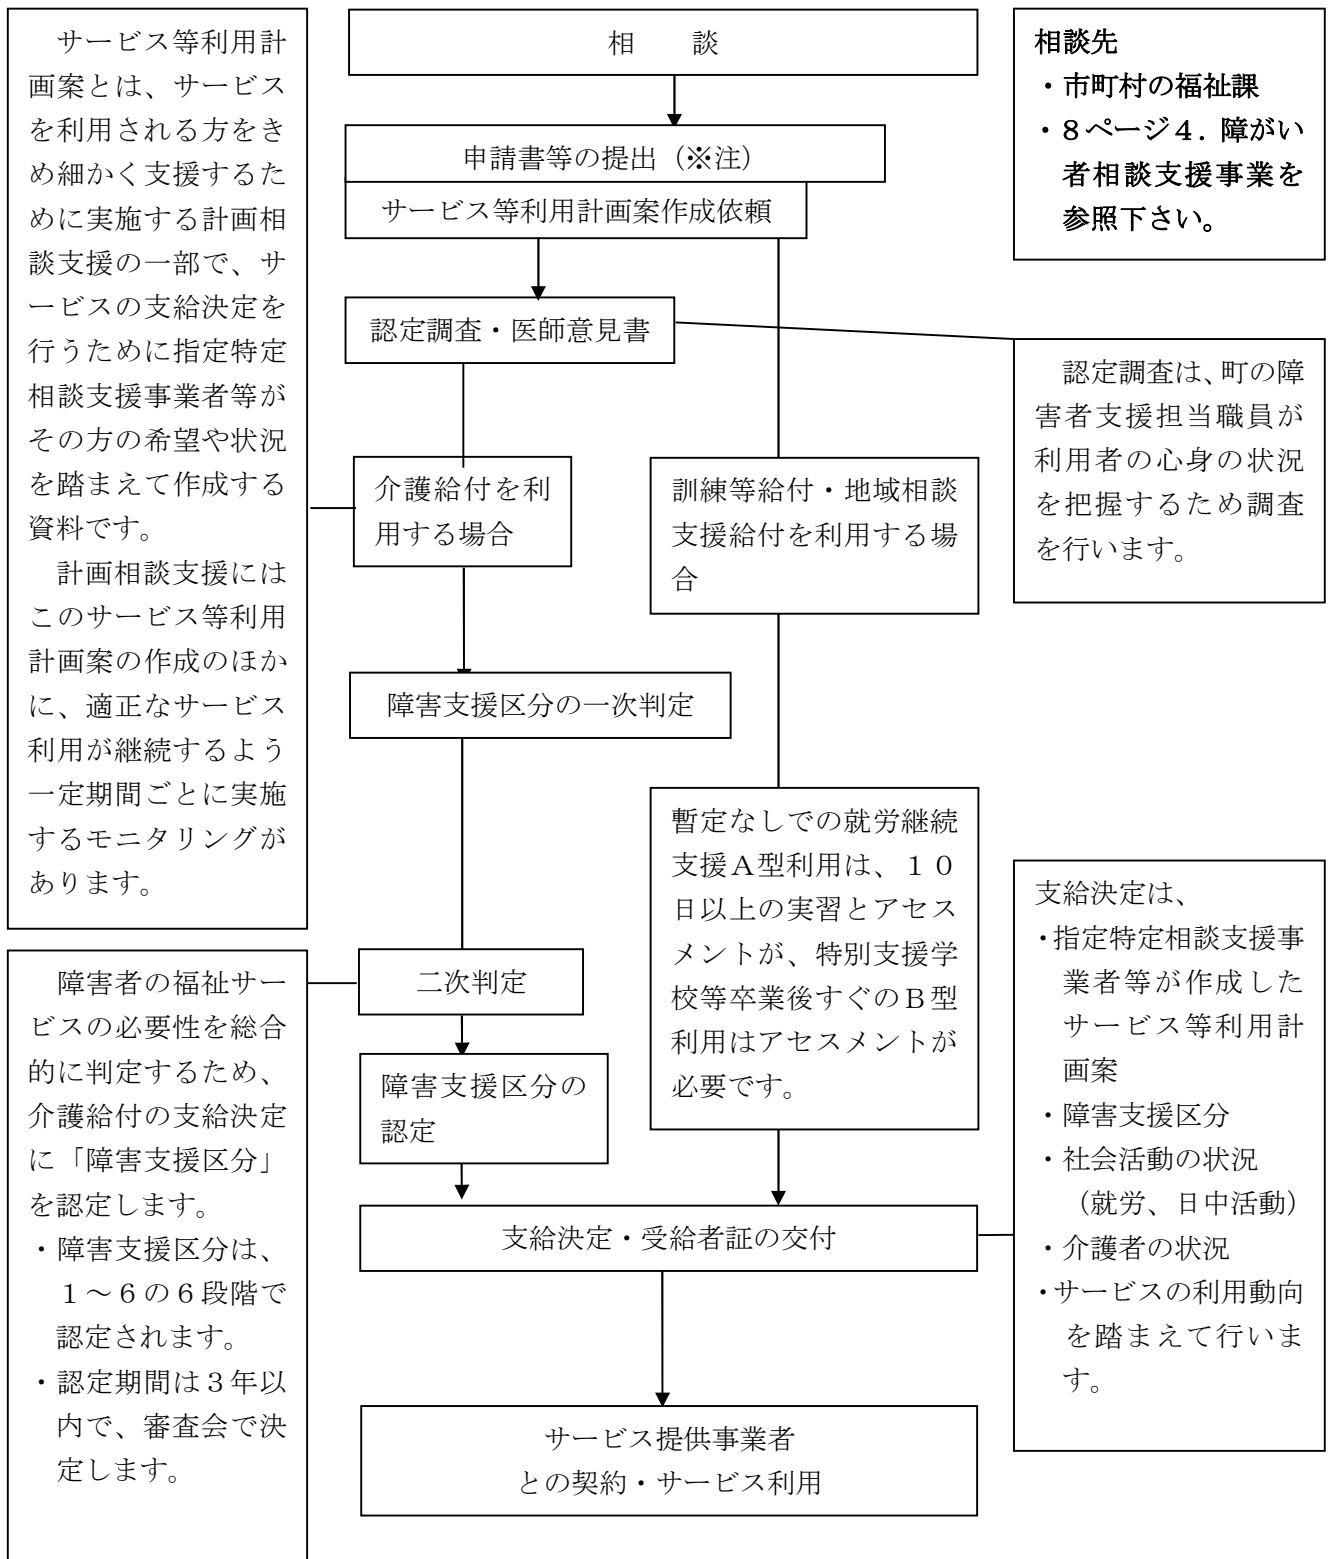 サービス等利用計
画案とは、サービス
を利用される方をき
め細かく支援するた
めに実施する計画相
談支援の一部で、サ
ービスの支給決定を
行うために指定特定
相談支援事業者等が
その方の希望や状況
を踏まえて作成する
資料です。
計画相談支援には
このサービス等利用
計画案の作成のほか
に、適正なサービス
利用が継続するよう
一定期間ごとに実施
するモニタリングが
あります。
相　　談
相談先
・市町村の福祉課
・８ページ４．障がい
者相談支援事業を
参照下さい。
申請書等の提出（※注）
サービス等利用計画案作成依頼
認定調査・医師意見書
認定調査は、町の障
害者支援担当職員が
利用者の心身の状況
を把握するため調査
を行います。
介護給付を利
用する場合
訓練等給付・地域相談
支援給付を利用する場
合
障害支援区分の一次判定
暫定なしでの就労継続
支援Ａ型利用は、１０
日以上の実習とアセス
メントが、特別支援学
校等卒業後すぐのＢ型
利用はアセスメントが
必要です。
二次判定
障害者の福祉サー
ビスの必要性を総合
的に判定するため、
介護給付の支給決定
に「障害支援区分」
を認定します。
・障害支援区分は、
１～６の６段階で
認定されます。
・認定期間は３年以
内で、審査会で決
定します。
障害支援区分の
認定
支給決定は、
・指定特定相談支援事
業者等が作成した
サービス等利用計
画案
・障害支援区分
・社会活動の状況
（就労、日中活動）
・介護者の状況
・サービスの利用動向
を踏まえて行いま
す。
支給決定・受給者証の交付
サービス提供事業者
との契約・サービス利用